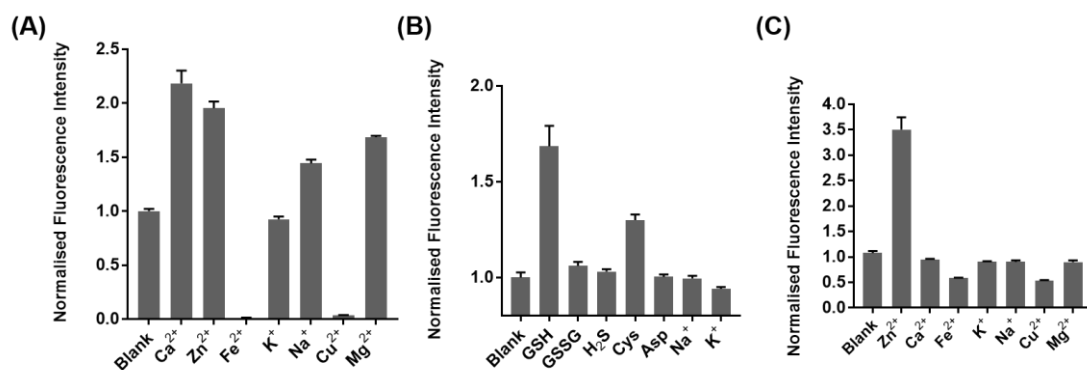 (A)
Normalised Fluorescence Intensity
2.5
2.0
1.5
1.0
0.5
0.0
Blank
Ca²⁺
Zn²⁺
Fe²⁺
K⁺
Na⁺
Cu²⁺
Mg²⁺
(B)
Normalised Fluorescence Intensity
2.0
1.5
1.0
Blank
GSH
GSSG
H₂S
Cys
Asp
Na⁺
K⁺
(C)
Normalised Fluorescence Intensity
4.0
3.5
3.0
2.5
2.0
1.5
1.0
0.5
0.0
Blank
Zn²⁺
Ca²⁺
Fe²⁺
K⁺
Na⁺
Cu²⁺
Mg²⁺